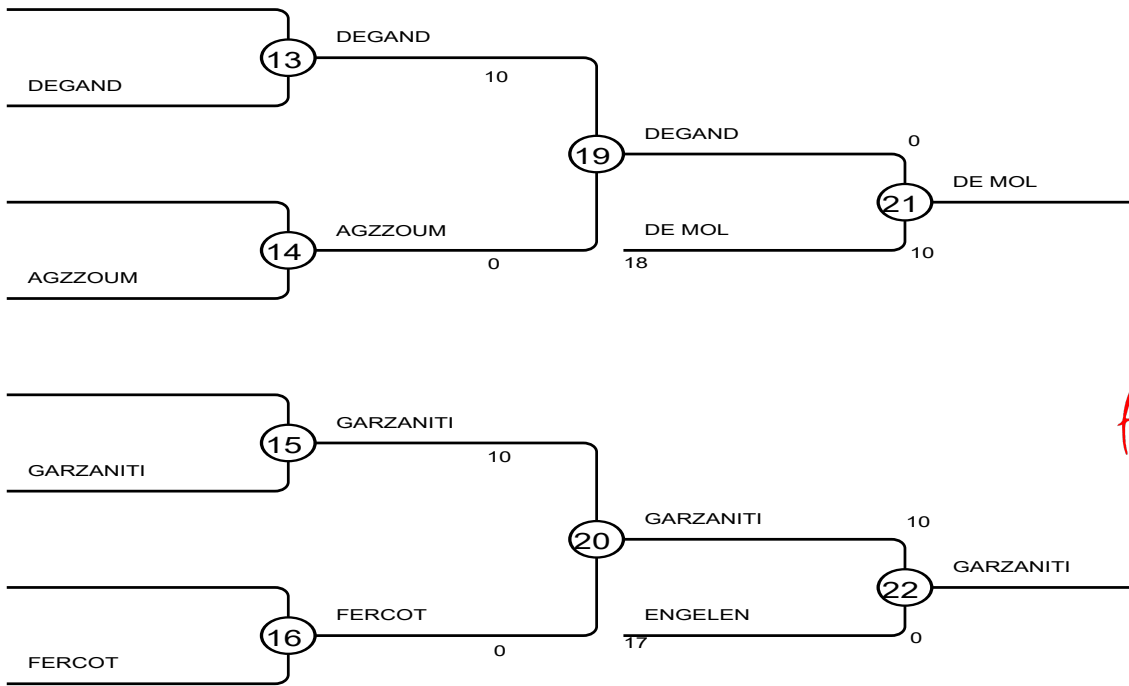 DEGAND
13
DEGAND
10
DEGAND
0
19
21
DE MOL
AGZZOUM
14
DE MOL
10
18
0
AGZZOUM
GARZANITI
15
10
GARZANITI
GARZANITI
10
20
GARZANITI
22
FERCOT
ENGELEN
16
17
0
0
FERCOT